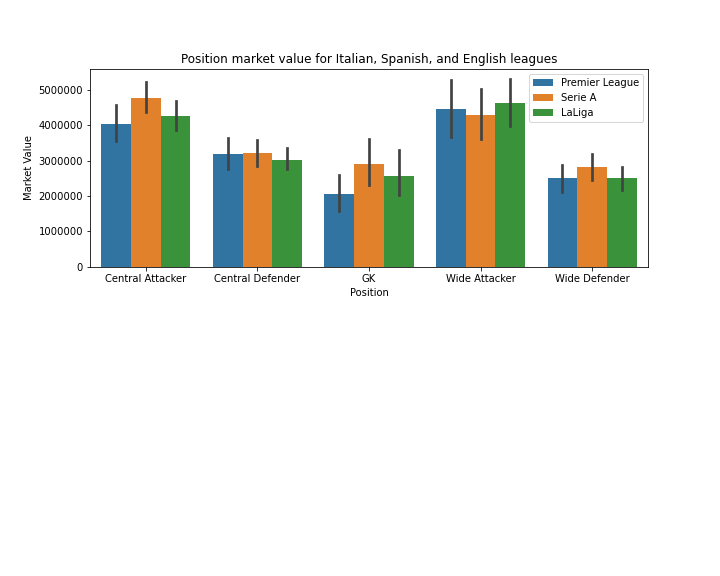 Position market value for Italian, Spanish, and English leagues
Premier League
Serie A
LaLiga
Market Value
5000000
4000000
3000000
2000000
1000000
0
Central Attacker
Central Defender
GK
Wide Attacker
Wide Defender
Position